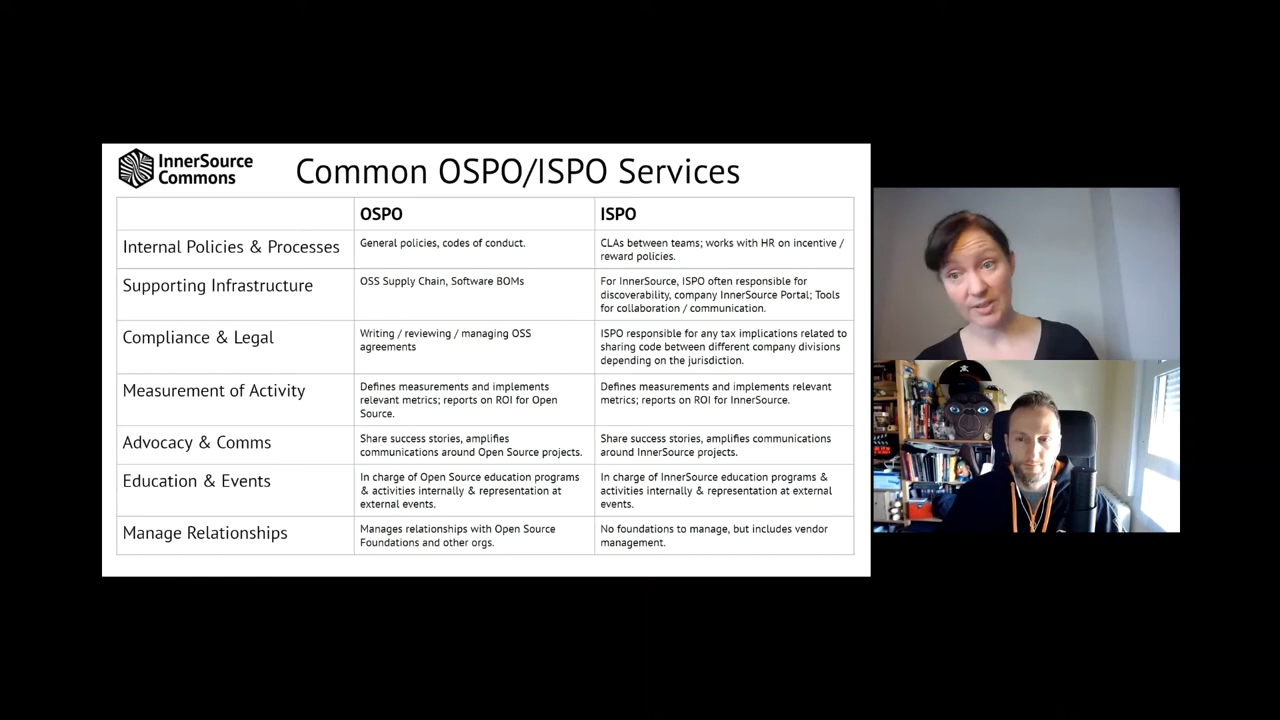 InnerSource
Commons
Common OSPO/ISPO Services
OSPO
ISPO
Internal Policies & Processes
General policies, codes of conduct.
CLAs between teams; works with HR on incentive /
reward policies.
Supporting Infrastructure
OSS Supply Chain, Software BOMs
For InnerSource, ISPO often responsible for
discoverability, company InnerSource Portal; Tools
for collaboration / communication.
Compliance & Legal
Writing / reviewing / managing OSS
agreements
ISPO responsible for any tax implications related to
sharing code between different company divisions
depending on the jurisdiction.
Measurement of Activity
Defines measurements and implements
relevant metrics; reports on ROI for Open
Source.
Defines measurements and implements relevant
metrics; reports on ROI for InnerSource.
Advocacy & Comms
Share success stories, amplifies
communications around Open Source projects.
Share success stories, amplifies communications
around InnerSource projects.
Education & Events
In charge of Open Source education programs
& activities internally & representation at
external events.
In charge of InnerSource education programs &
activities internally & representation at external
events.
Manage Relationships
Manages relationships with Open Source
Foundations and other orgs.
No foundations to manage, but includes vendor
management.